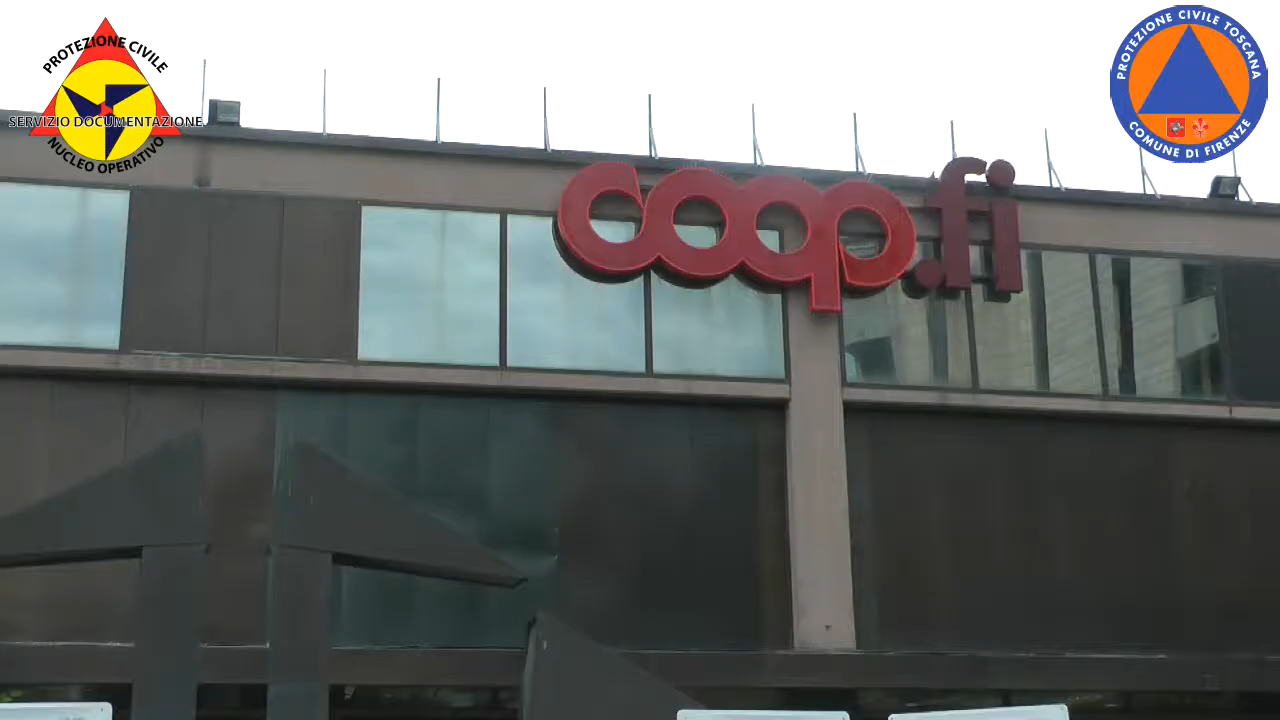 PROTEZIONE CIVILE
SERVIZIO DOCUMENTAZIONE
NUCLEO OPERATIVO
PROTEZIONE CIVILE TOSCANA
COMUNE DI FIRENZE
coop.fi